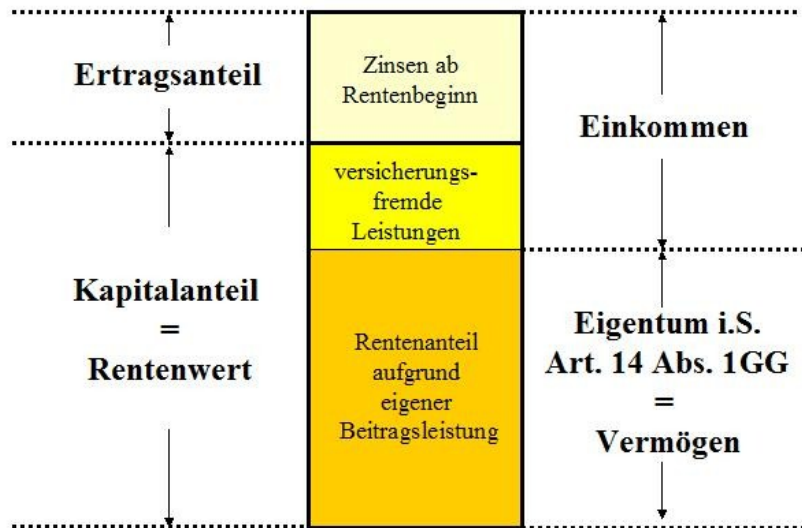 Ertragsanteil
Zinsen ab
Rentenbeginn
Einkommen
versicherungs-
fremde
Leistungen
Kapitalanteil
=
Rentenwert
Rentenanteil
aufgrund
eigener
Beitragsleistung
Eigentum i.S.
Art. 14 Abs. 1GG
=
Vermögen